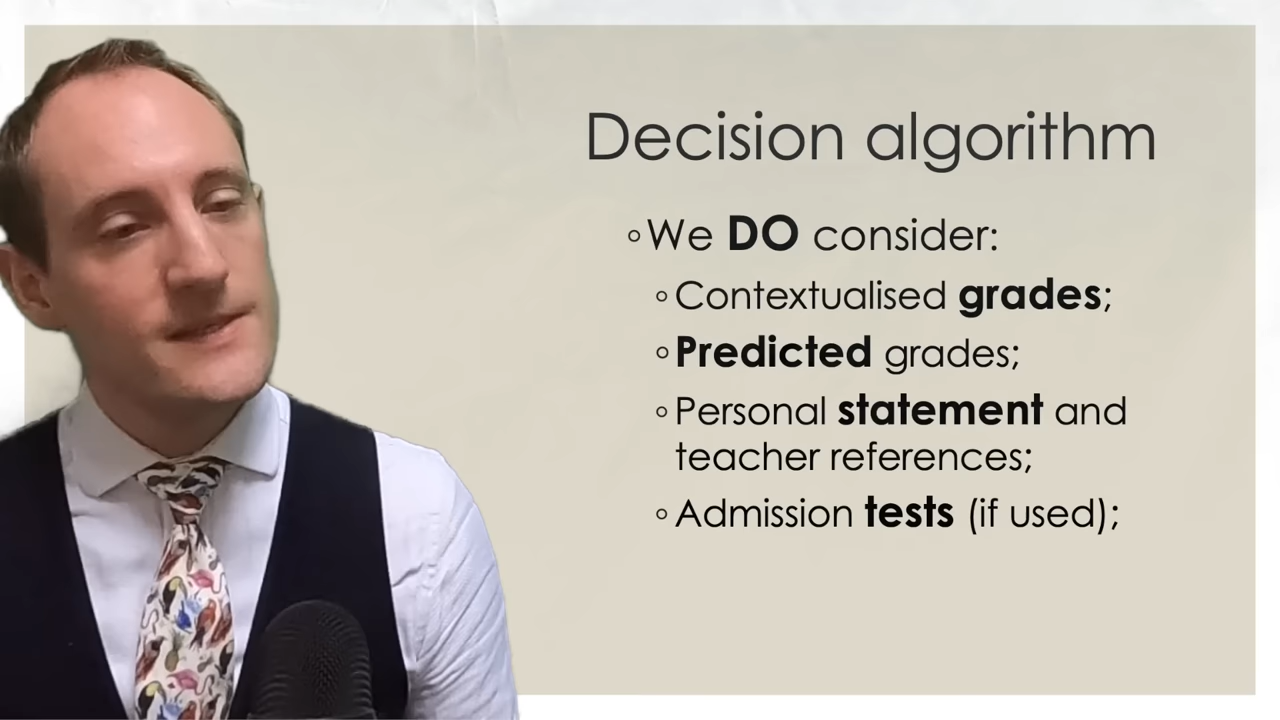 Decision algorithm
◦We DO consider:
◦Contextualised grades;
◦Predicted grades;
◦Personal statement and
teacher references;
◦Admission tests (if used);